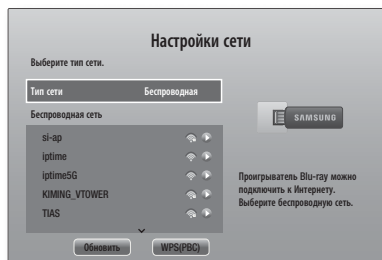 Настройки сети
Выберите тип сети.
Тип сети Беспроводная
Беспроводная сеть
si-ap
iptime
iptime5G
KIMING_VTOWER
TIAS
SAMSUNG
Проигрыватель Blu-ray можно
подключить к Интернету.
Выберите беспроводную сеть.
Обновить WPS(PBC)